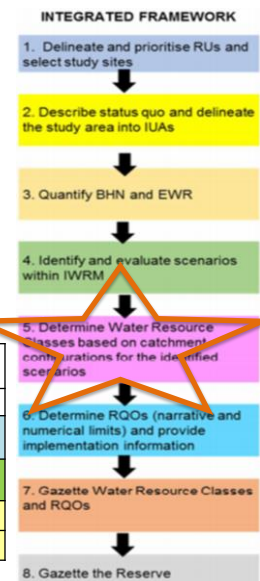 INTEGRATED FRAMEWORK
1. Delineate and prioritise RUs and
select study sites
2. Describe status quo and delineate
the study area into IUAs
3. Quantify BHN and EWR
4. Identify and evaluate scenarios
within IWRM
5. Determine Water Resource
Classes based on catchment
configurations for the identified
scenarios
6. Determine RQOs (narrative and
numerical limits) and provide
implementation information
7. Gazette Water Resource Classes
and RQOs
8. Gazette the Reserve